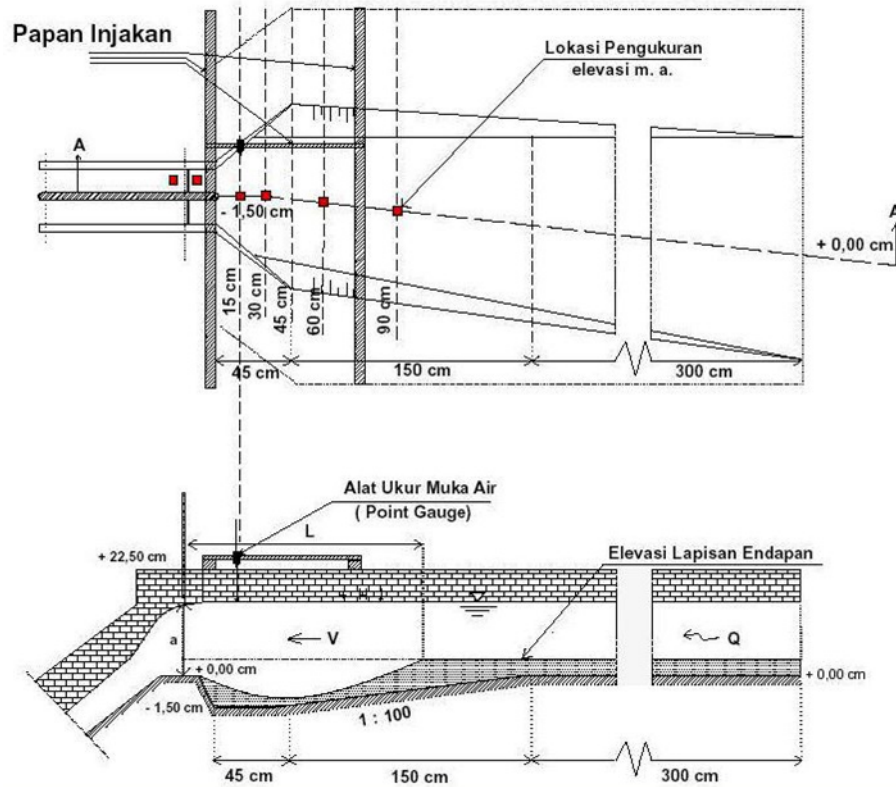 Papan Injakan
Lokasi Pengukuran
elevasi m. a.
A
- 1,50 cm
A
+ 0,00 cm
15 cm
30 cm
45 cm
60 cm
90 cm
45 cm
150 cm
300 cm
Alat Ukur Muka Air
( Point Gauge)
L
+ 22,50 cm
Elevasi Lapisan Endapan
a
V
Q
+ 0,00 cm
+ 0,00 cm
- 1,50 cm
1 : 100
45 cm
150 cm
300 cm